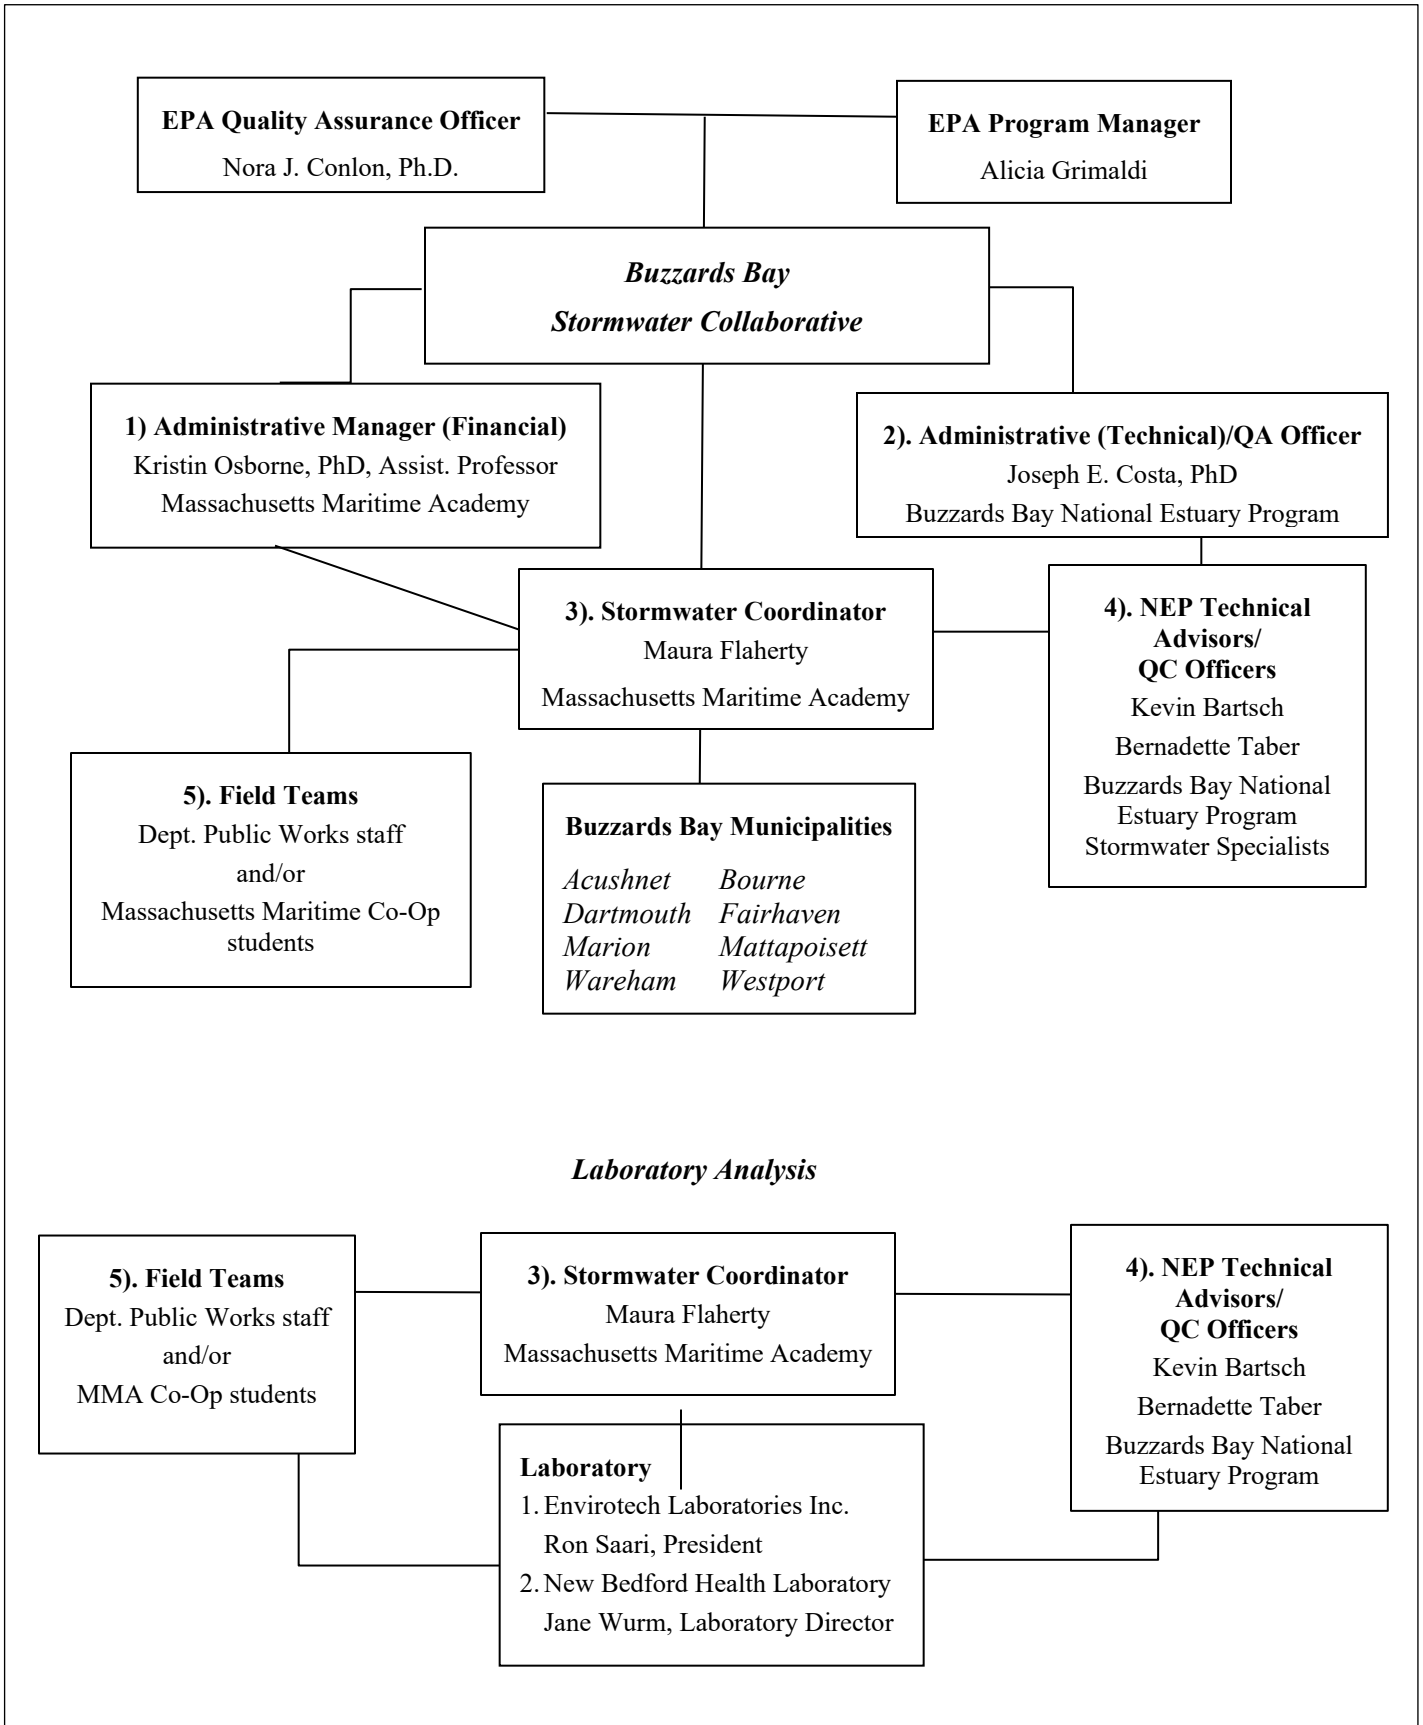 EPA Quality Assurance Officer
Nora J. Conlon, Ph.D.
EPA Program Manager
Alicia Grimaldi
Buzzards Bay
Stormwater Collaborative
1) Administrative Manager (Financial)
Kristin Osborne, PhD, Assist. Professor
Massachusetts Maritime Academy
2). Administrative (Technical)/QA Officer
Joseph E. Costa, PhD
Buzzards Bay National Estuary Program
3). Stormwater Coordinator
Maura Flaherty
Massachusetts Maritime Academy
4). NEP Technical
Advisors/
QC Officers
Kevin Bartsch
Bernadette Taber
Buzzards Bay National
Estuary Program
Stormwater Specialists
5). Field Teams
Dept. Public Works staff
and/or
Massachusetts Maritime Co-Op
students
Buzzards Bay Municipalities
Acushnet Bourne
Dartmouth Fairhaven
Marion Mattapoisett
Wareham Westport
Laboratory Analysis
5). Field Teams
Dept. Public Works staff
and/or
MMA Co-Op students
3). Stormwater Coordinator
Maura Flaherty
Massachusetts Maritime Academy
4). NEP Technical
Advisors/
QC Officers
Kevin Bartsch
Bernadette Taber
Buzzards Bay National
Estuary Program
Laboratory
1. Envirotech Laboratories Inc.
Ron Saari, President
2. New Bedford Health Laboratory
Jane Wurm, Laboratory Director